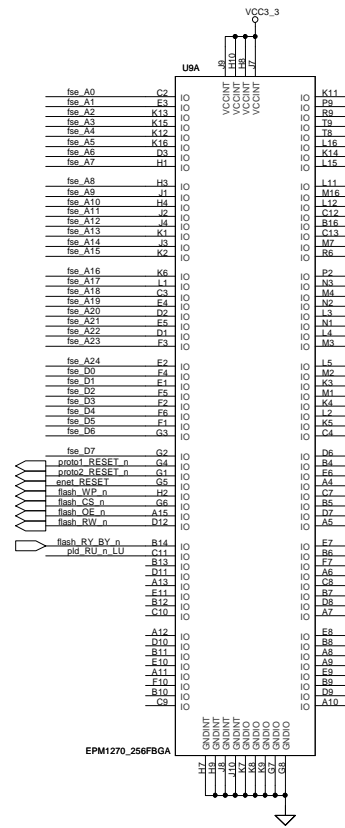 VCC3_3
U9A
J9 H10 H8 J7
VCCINT VCCINT VCCINT VCCINT
fse_A0 C2 IO IO K11
fse_A1 E3 IO IO P9
fse_A2 K13 IO IO R9
fse_A3 K15 IO IO T9
fse_A4 K12 IO IO T8
fse_A5 K16 IO IO L16
fse_A6 D3 IO IO K14
fse_A7 H1 IO IO L15
fse_A8 H3 IO IO L11
fse_A9 J1 IO IO M16
fse_A10 H4 IO IO L12
fse_A11 J2 IO IO C12
fse_A12 J4 IO IO B16
fse_A13 K1 IO IO C13
fse_A14 J3 IO IO M7
fse_A15 K2 IO IO R6
fse_A16 K6 IO IO P2
fse_A17 L1 IO IO N3
fse_A18 C3 IO IO M4
fse_A19 E4 IO IO N2
fse_A20 D2 IO IO L3
fse_A21 E5 IO IO N1
fse_A22 D1 IO IO L4
fse_A23 F3 IO IO M3
fse_A24 E2 IO IO L5
fse_D0 F4 IO IO M2
fse_D1 E1 IO IO K3
fse_D2 F5 IO IO M1
fse_D3 F2 IO IO K4
fse_D4 F6 IO IO L2
fse_D5 F1 IO IO K5
fse_D6 G3 IO IO C4
fse_D7 G2 IO IO D6
proto1_RESET_n G4 IO IO B4
proto2_RESET_n G1 IO IO E6
enet_RESET G5 IO IO A4
flash_WP_n H2 IO IO C7
flash_CS_n G6 IO IO B5
flash_OE_n A15 IO IO D7
flash_RW_n D12 IO IO A5
flash_RY_BY_n B14 IO IO E7
pld_RU_n_LU C11 IO IO B6
B13 IO IO F7
D11 IO IO A6
A13 IO IO C8
E11 IO IO B7
B12 IO IO D8
C10 IO IO A7
A12 IO IO E8
D10 IO IO B8
B11 IO IO A8
E10 IO IO A9
A11 IO IO E9
F10 IO IO B9
B10 IO IO D9
C9 IO IO A10
GNDINT GNDINT GNDINT GNDINT GNDIO GNDIO GNDIO GNDIO GNDIO
EPM1270_256FBGA
H7 H9 J8 J10 K7 K8 K9 G7 G8